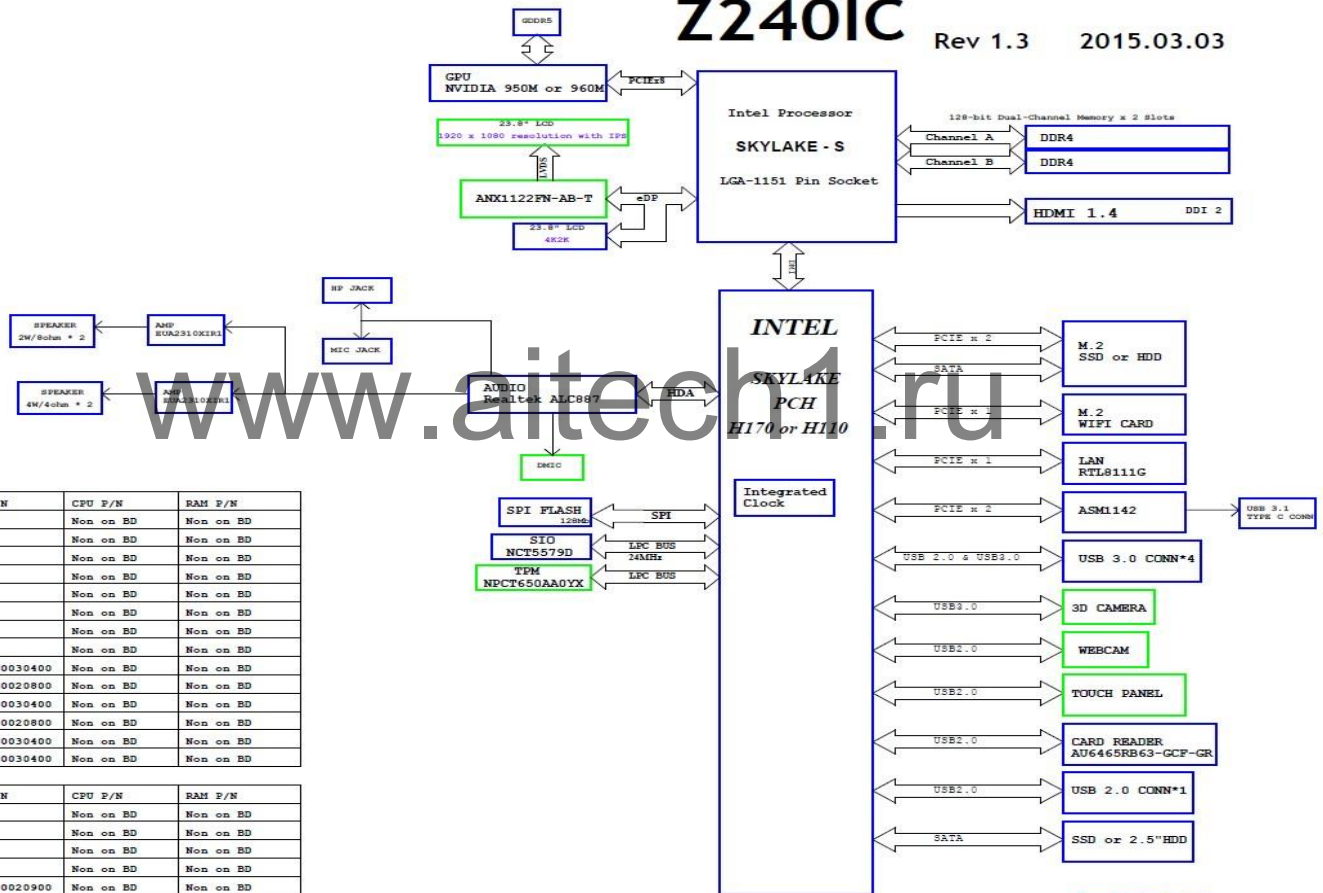 Z240IC
Rev 1.3 2015.03.03
GDDR5
GPU
NVIDIA 950M or 960M
PCIEx8
Intel Processor
SKYLAKE - S
LGA-1151 Pin Socket
128-bit Dual-Channel Memory x 2 Slots
Channel A
DDR4
Channel B
DDR4
HDMI 1.4
DDI 2
23.8" LCD
1920 x 1080 resolution with IPS
LVDS
ANX1122FN-AB-T
eDP
23.8" LCD
4K2K
DMI
HP JACK
MIC JACK
SPEAKER
2W/8ohm * 2
AMP
EUA2310XIR1
SPEAKER
4W/4ohm * 2
AMP
EUA2310XIR1
AUDIO
Realtek ALC887
HDA
DMIC
www.aitech1.ru
INTEL
SKYLAKE
PCH
H170 or H110
Integrated
Clock
SPI FLASH
SPI
SIO
NCT5579D
LPC BUS
24MHz
TPM
NPCT650AA0YX
LPC BUS
PCIE x 2
SATA
M.2
SSD or HDD
PCIE x 1
M.2
WIFI CARD
PCIE x 1
LAN
RTL8111G
PCIE x 2
ASM1142
USB 3.1
TYPE C CONN
USB 2.0 & USB3.0
USB 3.0 CONN*4
USB3.0
3D CAMERA
USB2.0
WEBCAM
USB2.0
TOUCH PANEL
USB2.0
CARD READER
AU6465RB63-GCF-GR
USB2.0
USB 2.0 CONN*1
SATA
SSD or 2.5"HDD
N CPU P/N RAM P/N
Non on BD Non on BD
Non on BD Non on BD
Non on BD Non on BD
Non on BD Non on BD
Non on BD Non on BD
Non on BD Non on BD
Non on BD Non on BD
Non on BD Non on BD
0030400 Non on BD Non on BD
0020800 Non on BD Non on BD
0030400 Non on BD Non on BD
0020800 Non on BD Non on BD
0030400 Non on BD Non on BD
0030400 Non on BD Non on BD
N CPU P/N RAM P/N
Non on BD Non on BD
Non on BD Non on BD
Non on BD Non on BD
Non on BD Non on BD
0020900 Non on BD Non on BD